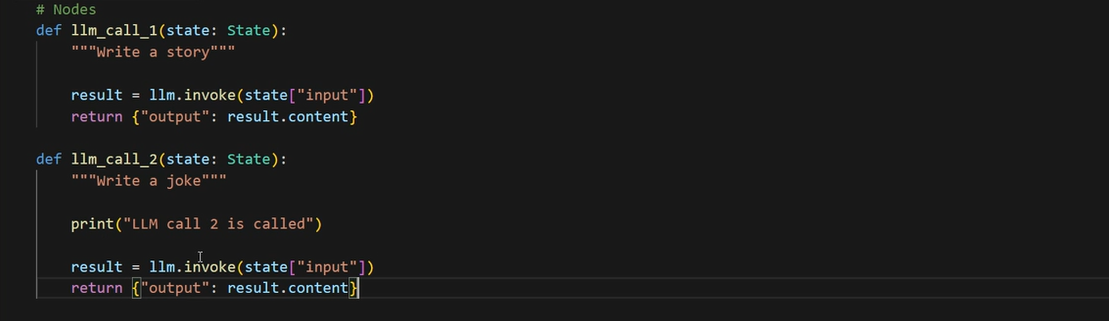 # Nodes
def llm_call_1(state: State):
    """Write a story"""
    result = llm.invoke(state["input"])
    return {"output": result.content}
def llm_call_2(state: State):
    """Write a joke"""
    print("LLM call 2 is called")
    result = llm.invoke(state["input"])
    return {"output": result.content}